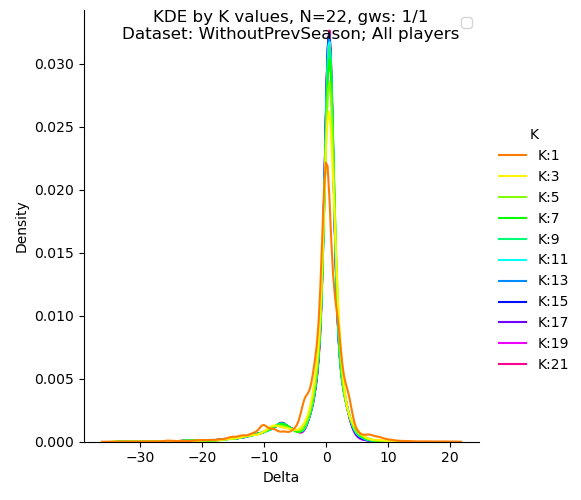 KDE by K values, N=22, gws: 1/1
Dataset: WithoutPrevSeason; All players
0.030
0.025
0.020
0.015
0.010
0.005
0.000
Density
−30
−20
−10
0
10
20
Delta
K
K:1
K:3
K:5
K:7
K:9
K:11
K:13
K:15
K:17
K:19
K:21